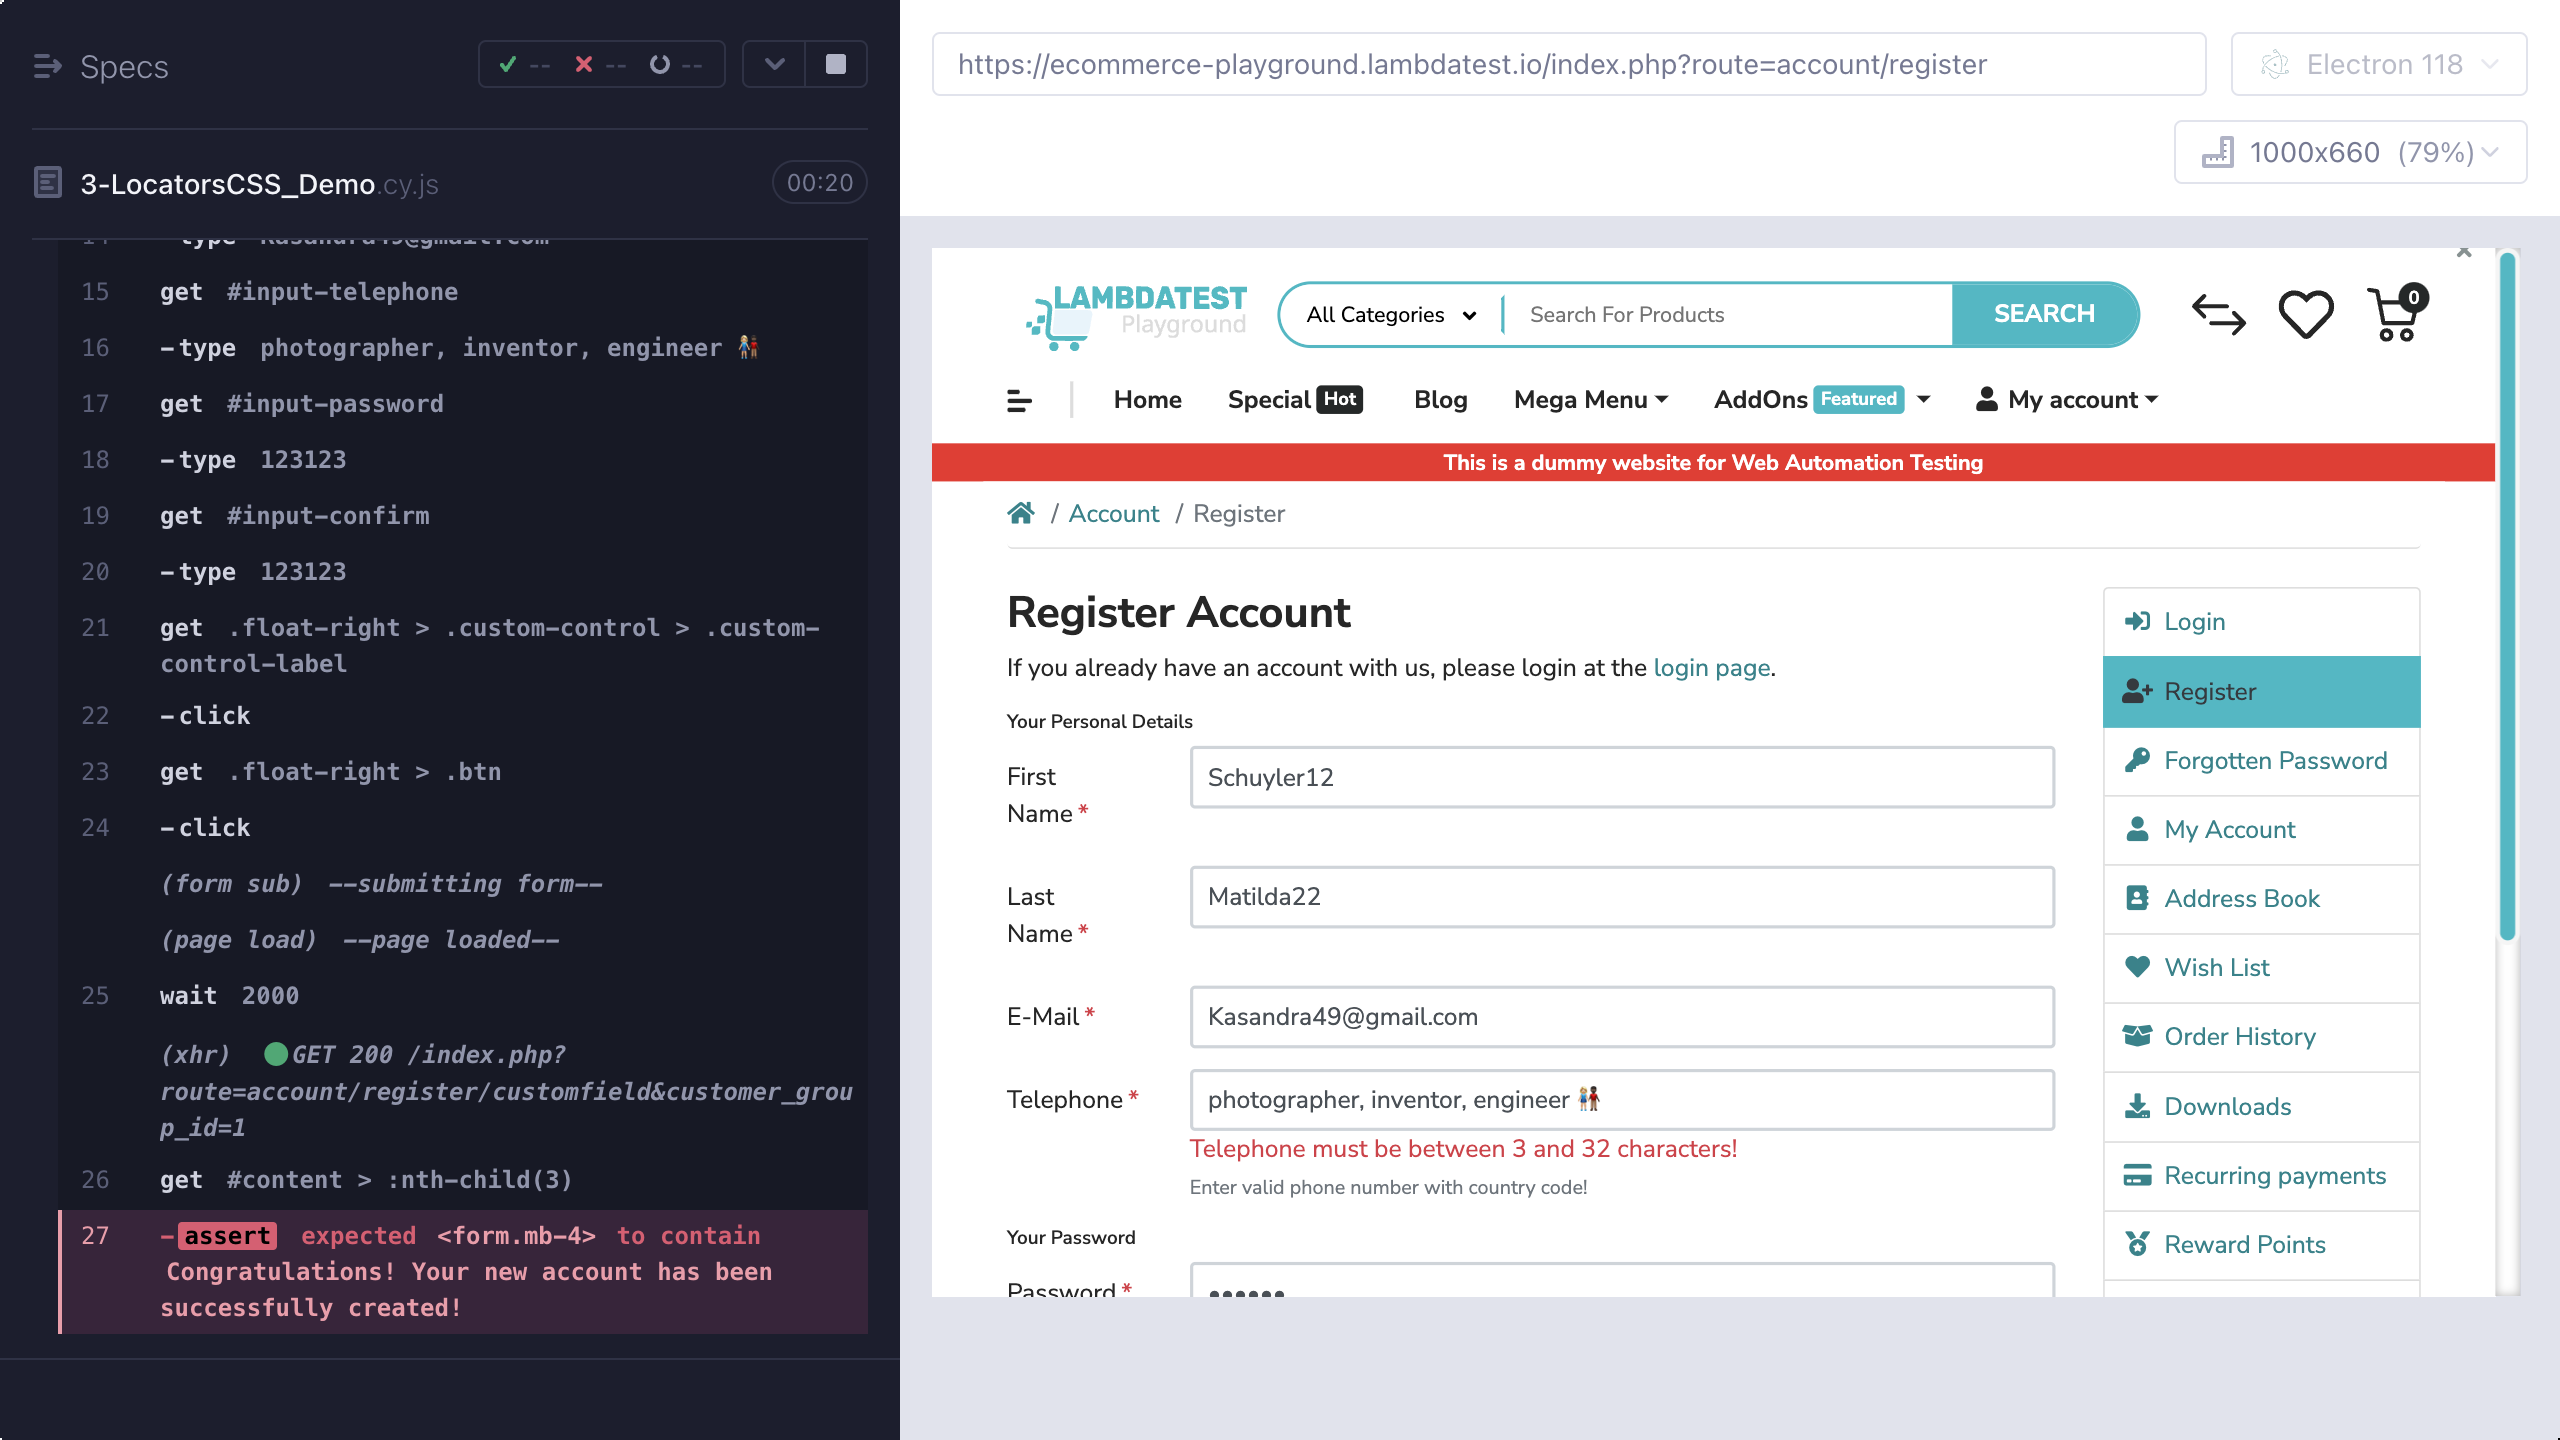 Specs
-- -- --
3-LocatorsCSS_Demo.cy.js 00:20
14 -type Kasandra49@gmail.com
15 get #input-telephone
16 -type photographer, inventor, engineer 👩🏼‍🤝‍👨🏿
17 get #input-password
18 -type 123123
19 get #input-confirm
20 -type 123123
21 get .float-right > .custom-control > .custom-
control-label
22 -click
23 get .float-right > .btn
24 -click
(form sub) --submitting form--
(page load) --page loaded--
25 wait 2000
(xhr) GET 200 /index.php?
route=account/register/customfield&customer_grou
p_id=1
26 get #content > :nth-child(3)
27 -assert expected <form.mb-4> to contain
Congratulations! Your new account has been
successfully created!
https://ecommerce-playground.lambdatest.io/index.php?route=account/register
Electron 118
1000x660 (79%)
LAMBDATEST
Playground
All Categories
Search For Products
SEARCH
0
Home
Special Hot
Blog
Mega Menu
AddOns Featured
My account
This is a dummy website for Web Automation Testing
/ Account / Register
Register Account
If you already have an account with us, please login at the login page.
Your Personal Details
First
Name *
Schuyler12
Last
Name *
Matilda22
E-Mail *
Kasandra49@gmail.com
Telephone *
photographer, inventor, engineer 👩🏼‍🤝‍👨🏿
Telephone must be between 3 and 32 characters!
Enter valid phone number with country code!
Your Password
Password *
••••••
Login
Register
Forgotten Password
My Account
Address Book
Wish List
Order History
Downloads
Recurring payments
Reward Points